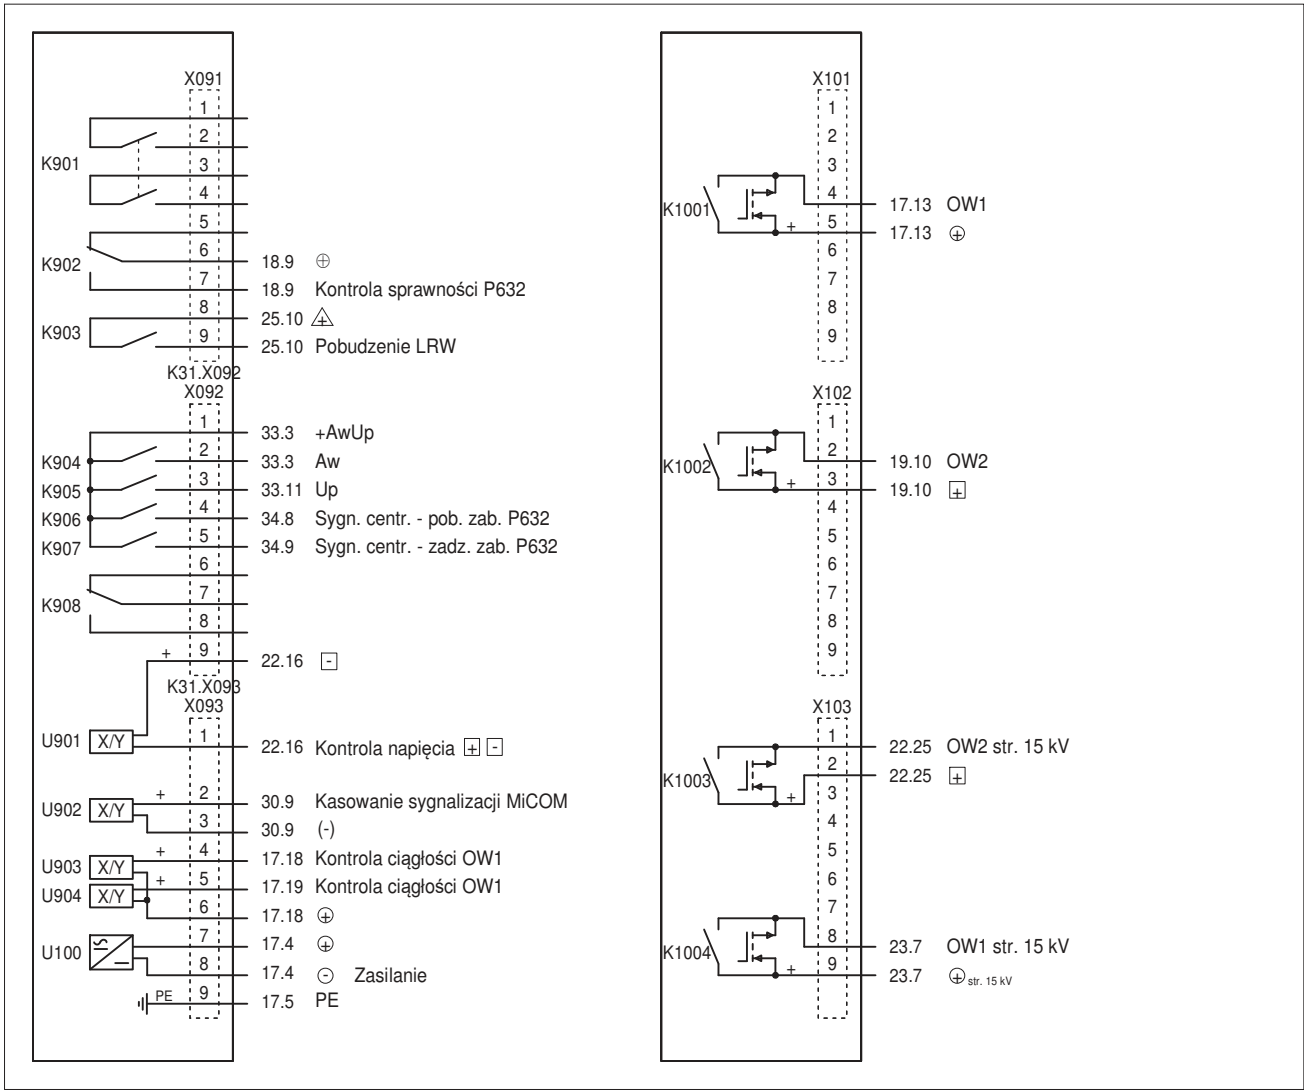 X091
1
2
K901
3
4
5
6
K902
18.9 ⊕
7
18.9 Kontrola sprawności P632
8
25.10 +
K903
9
25.10 Pobudzenie LRW
K31.X092
X092
1
33.3 +AwUp
2
K904
33.3 Aw
3
K905
33.11 Up
4
K906
34.8 Sygn. centr. - pob. zab. P632
5
K907
34.9 Sygn. centr. - zadz. zab. P632
6
7
K908
8
+ 9
22.16 -
K31.X093
X093
1
U901 X/Y
22.16 Kontrola napięcia + -
+ 2
30.9 Kasowanie sygnalizacji MiCOM
U902 X/Y
3
30.9 (-)
+ 4
17.18 Kontrola ciągłości OW1
U903 X/Y
+ 5
17.19 Kontrola ciągłości OW1
U904 X/Y
6
17.18 ⊕
7
17.4 ⊕
U100
8
17.4 ⊖ Zasilanie
PE 9
17.5 PE
X101
1
2
3
4
17.13 OW1
K1001
+ 5
17.13 ⊕
6
7
8
9
X102
1
2
19.10 OW2
K1002
+ 3
19.10 +
4
5
6
7
8
9
X103
1
22.25 OW2 str. 15 kV
2
22.25 +
K1003
+ 3
4
5
6
7
8
23.7 OW1 str. 15 kV
K1004
+ 9
23.7 ⊕ str. 15 kV